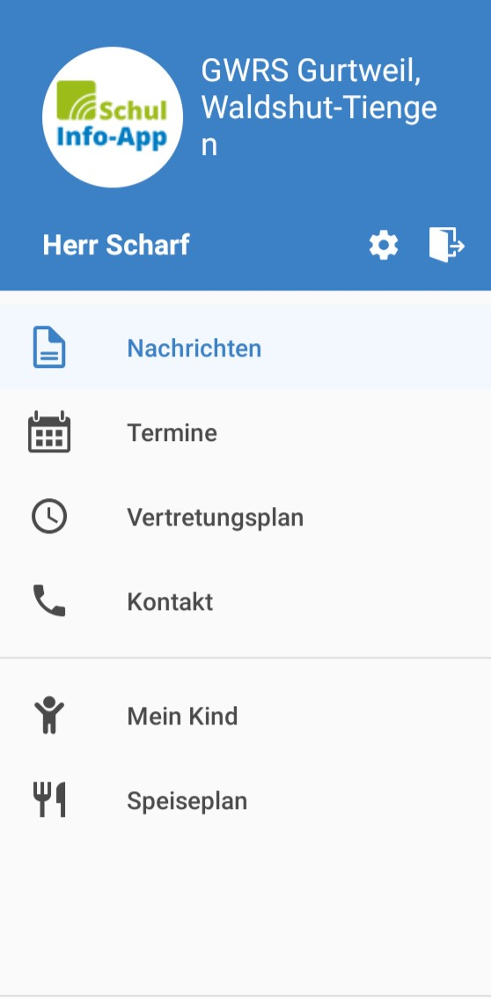 Schul
Info-App
GWRS Gurtweil,
Waldshut-Tienge
n
Herr Scharf
Nachrichten
Termine
Vertretungsplan
Kontakt
Mein Kind
Speiseplan